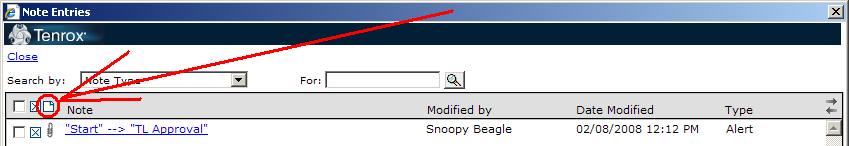 Note Entries
Tenrox
Close
Search by: Note Type For:
Note Modified by Date Modified Type
"Start" --> "TL Approval" Snoopy Beagle 02/08/2008 12:12 PM Alert